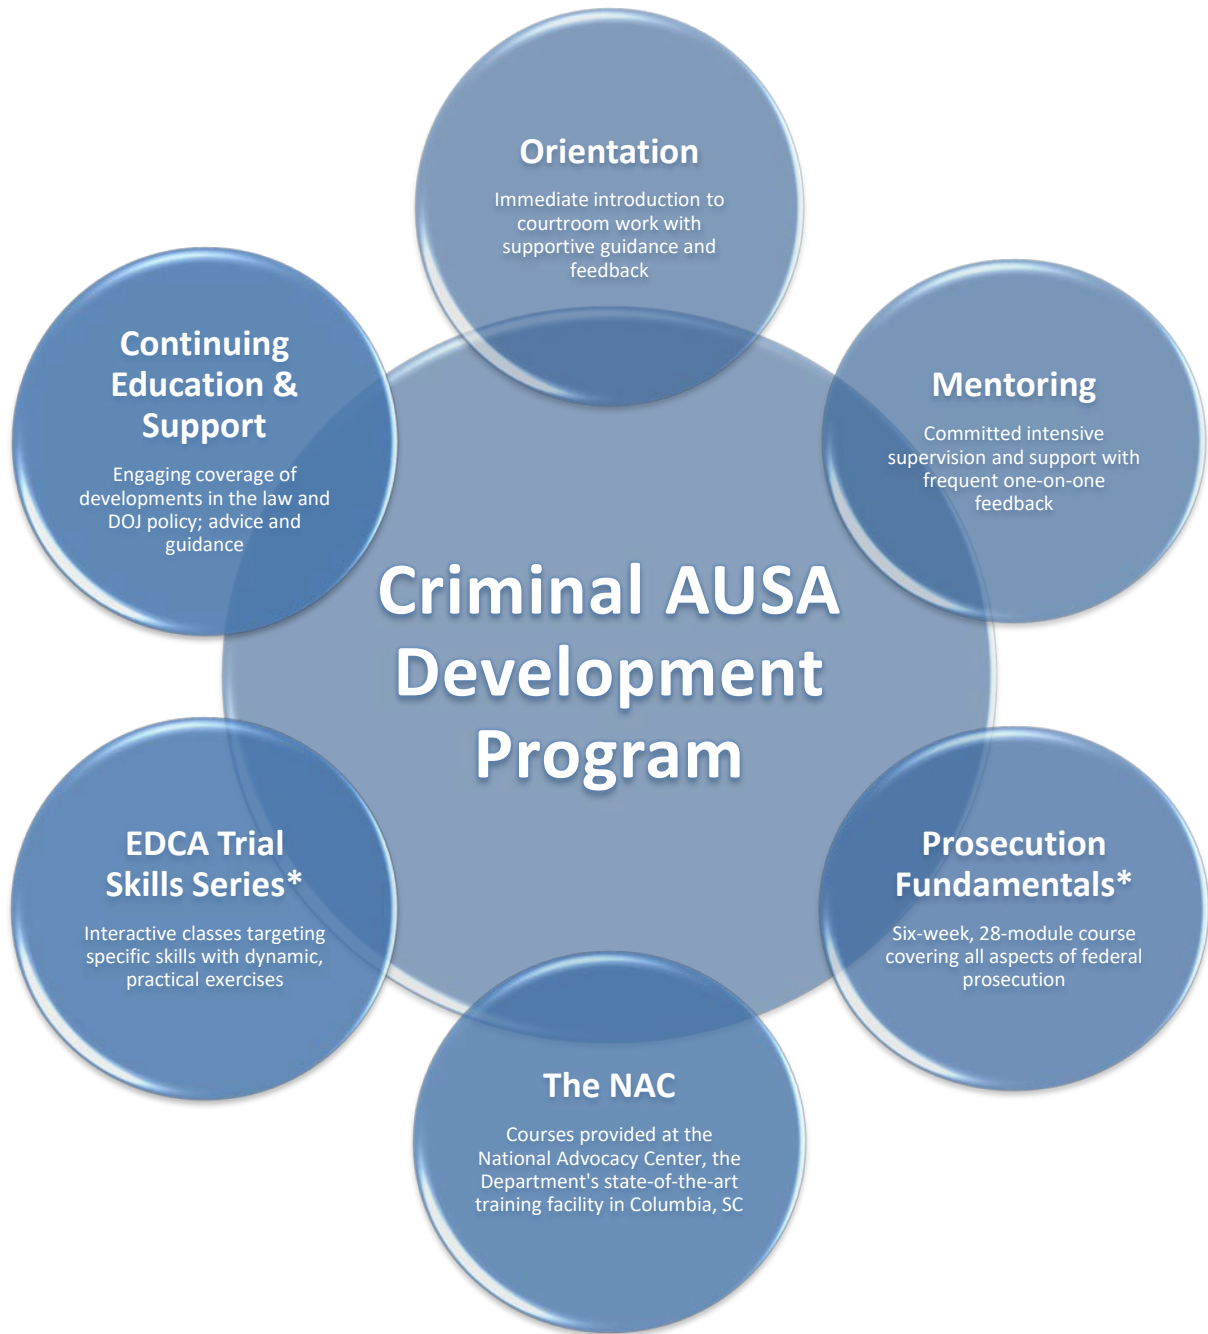 Orientation
Immediate introduction to
courtroom work with
supportive guidance and
feedback
Mentoring
Committed intensive
supervision and support with
frequent one-on-one
feedback
Prosecution
Fundamentals*
Six-week, 28-module course
covering all aspects of federal
prosecution
The NAC
Courses provided at the
National Advocacy Center, the
Department's state-of-the-art
training facility in Columbia, SC
EDCA Trial
Skills Series*
Interactive classes targeting
specific skills with dynamic,
practical exercises
Continuing
Education &
Support
Engaging coverage of
developments in the law and
DOJ policy; advice and
guidance
Criminal AUSA
Development
Program